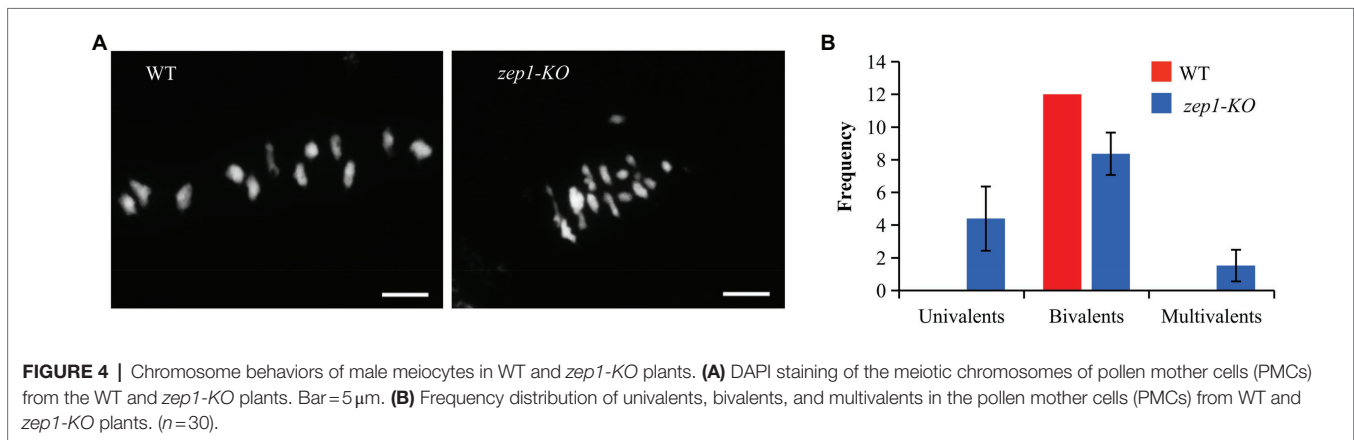 A
WT
zep1-KO
B
14
12
10
8
6
4
2
0
Frequency
WT
zep1-KO
Univalents Bivalents Multivalents
FIGURE 4 | Chromosome behaviors of male meiocytes in WT and zep1-KO plants. (A) DAPI staining of the meiotic chromosomes of pollen mother cells (PMCs)
from the WT and zep1-KO plants. Bar = 5 μm. (B) Frequency distribution of univalents, bivalents, and multivalents in the pollen mother cells (PMCs) from WT and
zep1-KO plants. (n = 30).